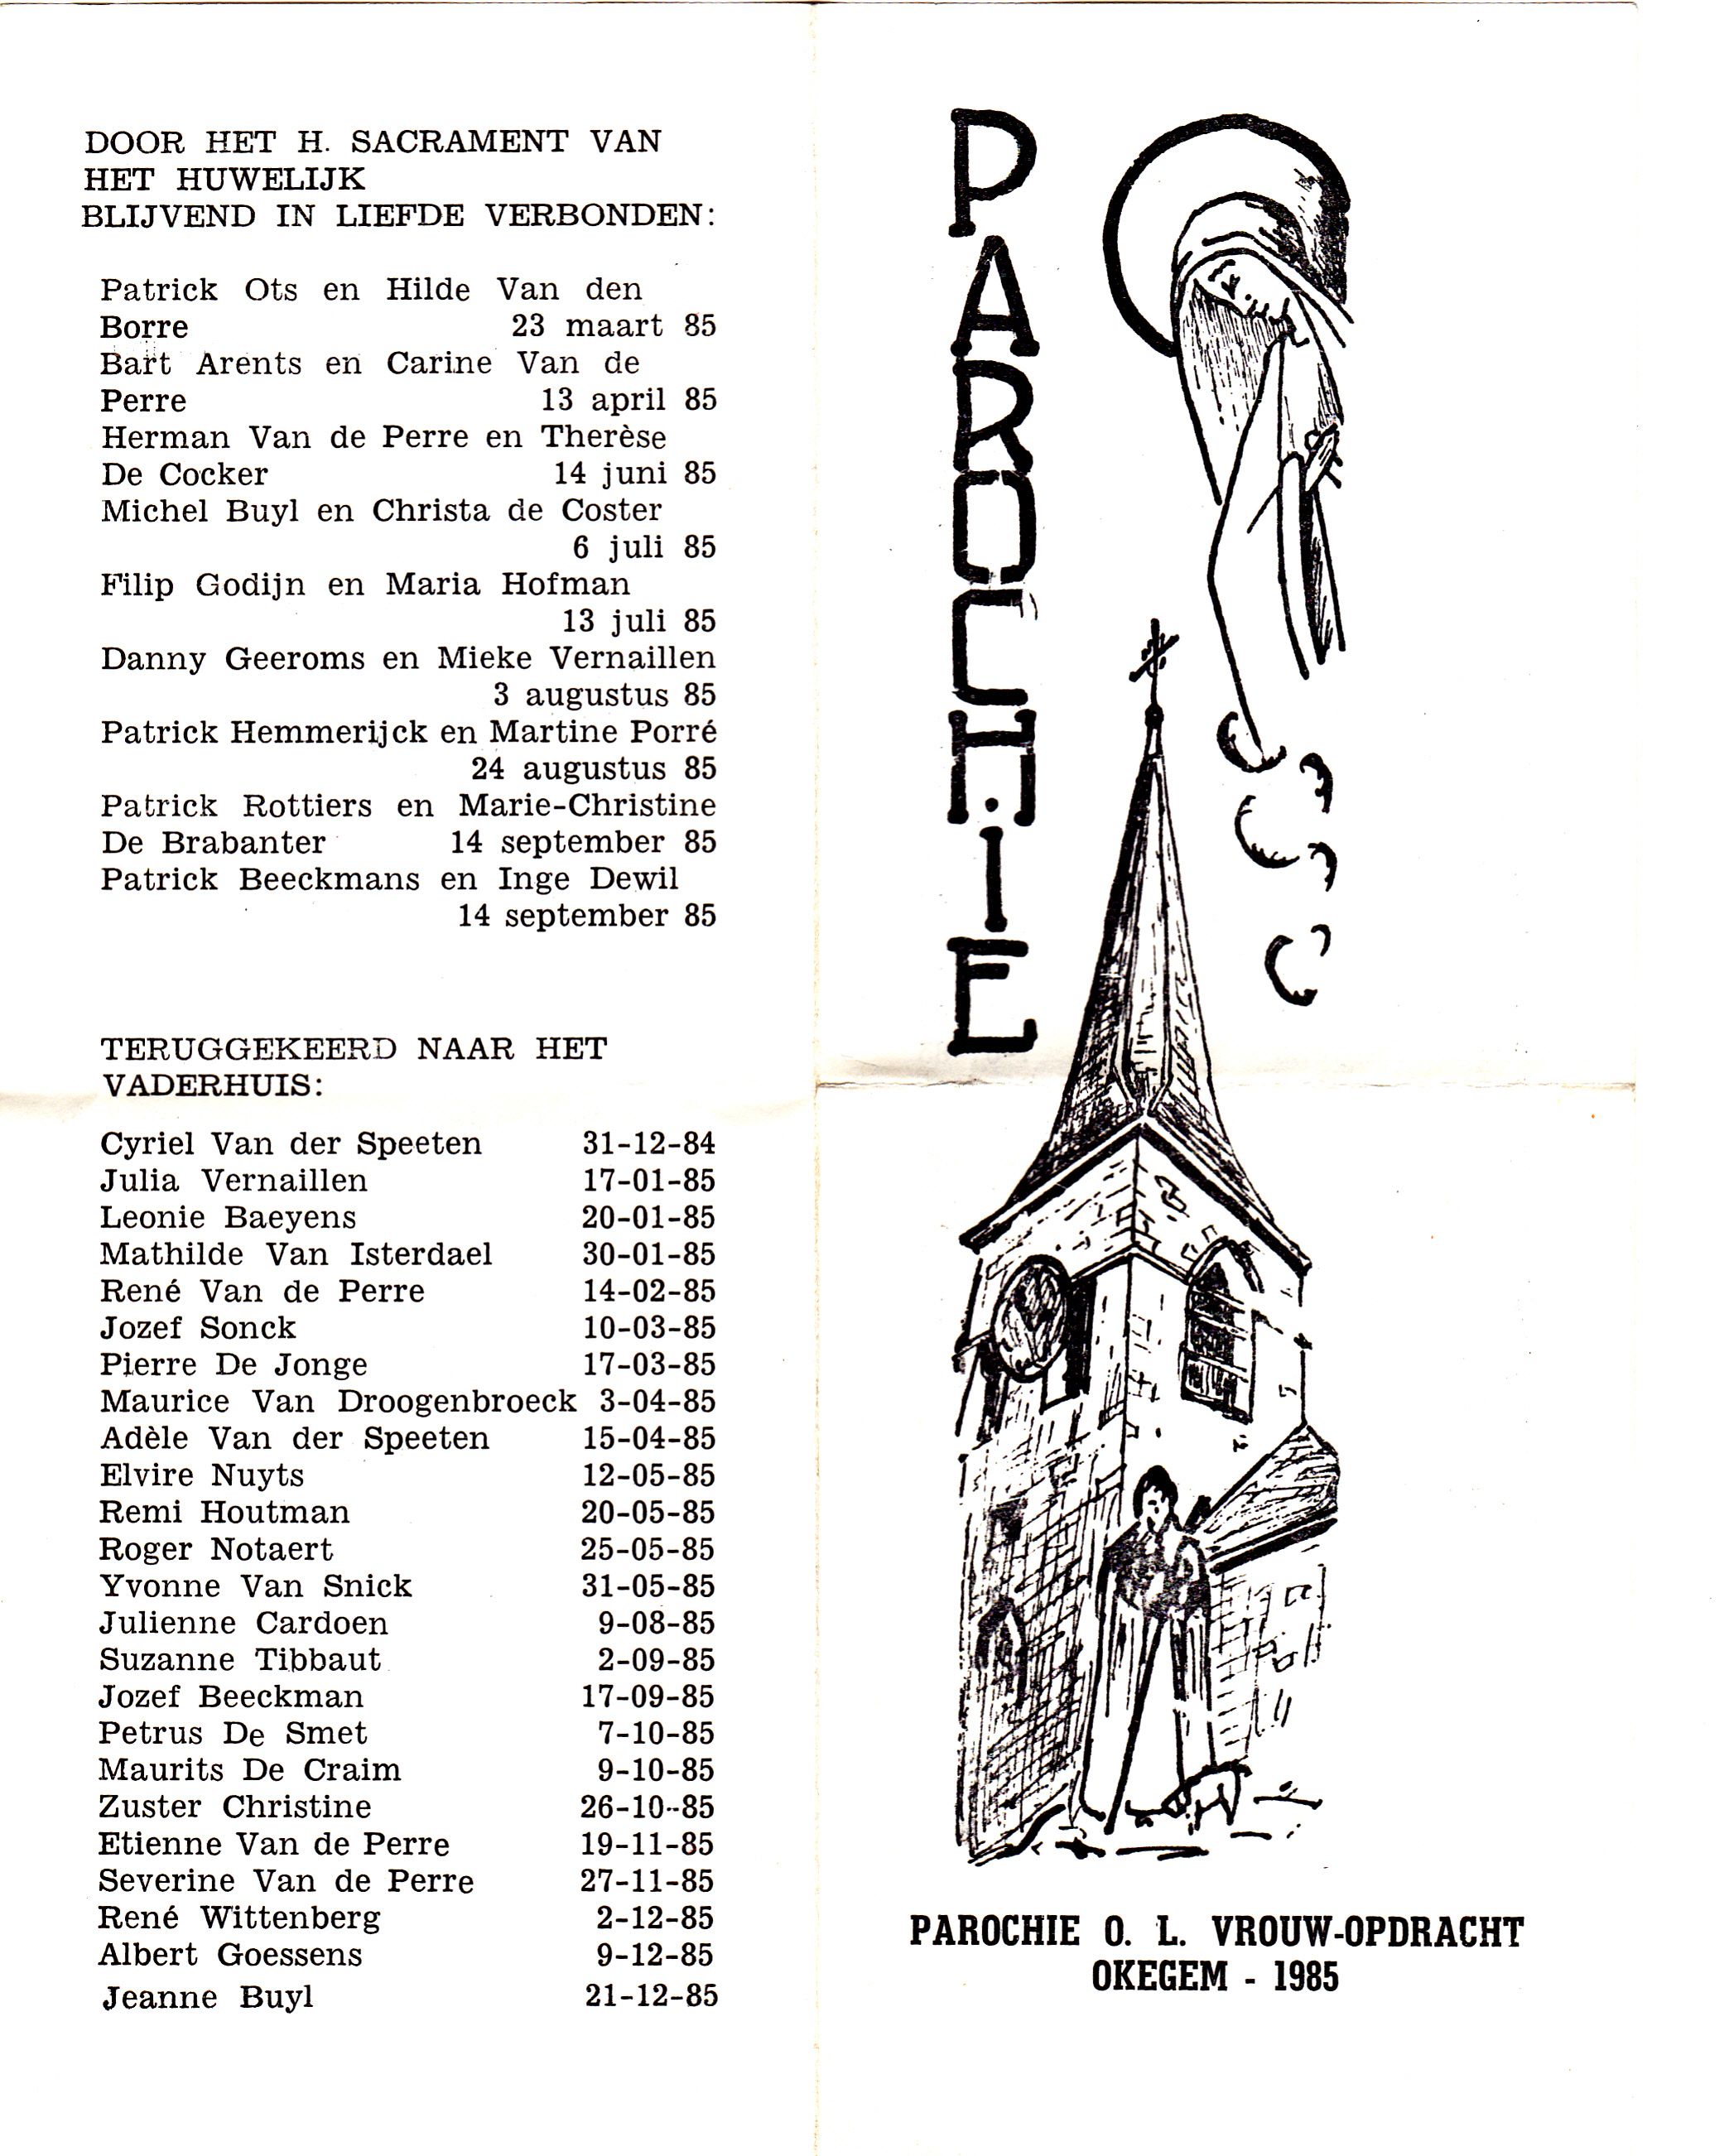 DOOR HET H. SACRAMENT VAN
HET HUWELIJK
BLIJVEND IN LIEFDE VERBONDEN:
Patrick Ots en Hilde Van den
Borre 23 maart 85
Bart Arents en Carine Van de
Perre 13 april 85
Herman Van de Perre en Therèse
De Cocker 14 juni 85
Michel Buyl en Christa de Coster
6 juli 85
Filip Godijn en Maria Hofman
13 juli 85
Danny Geeroms en Mieke Vernaillen
3 augustus 85
Patrick Hemmerijck en Martine Porré
24 augustus 85
Patrick Rottiers en Marie-Christine
De Brabanter 14 september 85
Patrick Beeckmans en Inge Dewil
14 september 85
TERUGGEKEERD NAAR HET
VADERHUIS:
Cyriel Van der Speeten 31-12-84
Julia Vernaillen 17-01-85
Leonie Baeyens 20-01-85
Mathilde Van Isterdael 30-01-85
René Van de Perre 14-02-85
Jozef Sonck 10-03-85
Pierre De Jonge 17-03-85
Maurice Van Droogenbroeck 3-04-85
Adèle Van der Speeten 15-04-85
Elvire Nuyts 12-05-85
Remi Houtman 20-05-85
Roger Notaert 25-05-85
Yvonne Van Snick 31-05-85
Julienne Cardoen 9-08-85
Suzanne Tibbaut 2-09-85
Jozef Beeckman 17-09-85
Petrus De Smet 7-10-85
Maurits De Craim 9-10-85
Zuster Christine 26-10-85
Etienne Van de Perre 19-11-85
Severine Van de Perre 27-11-85
René Wittenberg 2-12-85
Albert Goessens 9-12-85
Jeanne Buyl 21-12-85
PAROCHIE
PAROCHIE O. L. VROUW-OPDRACHT
OKEGEM - 1985